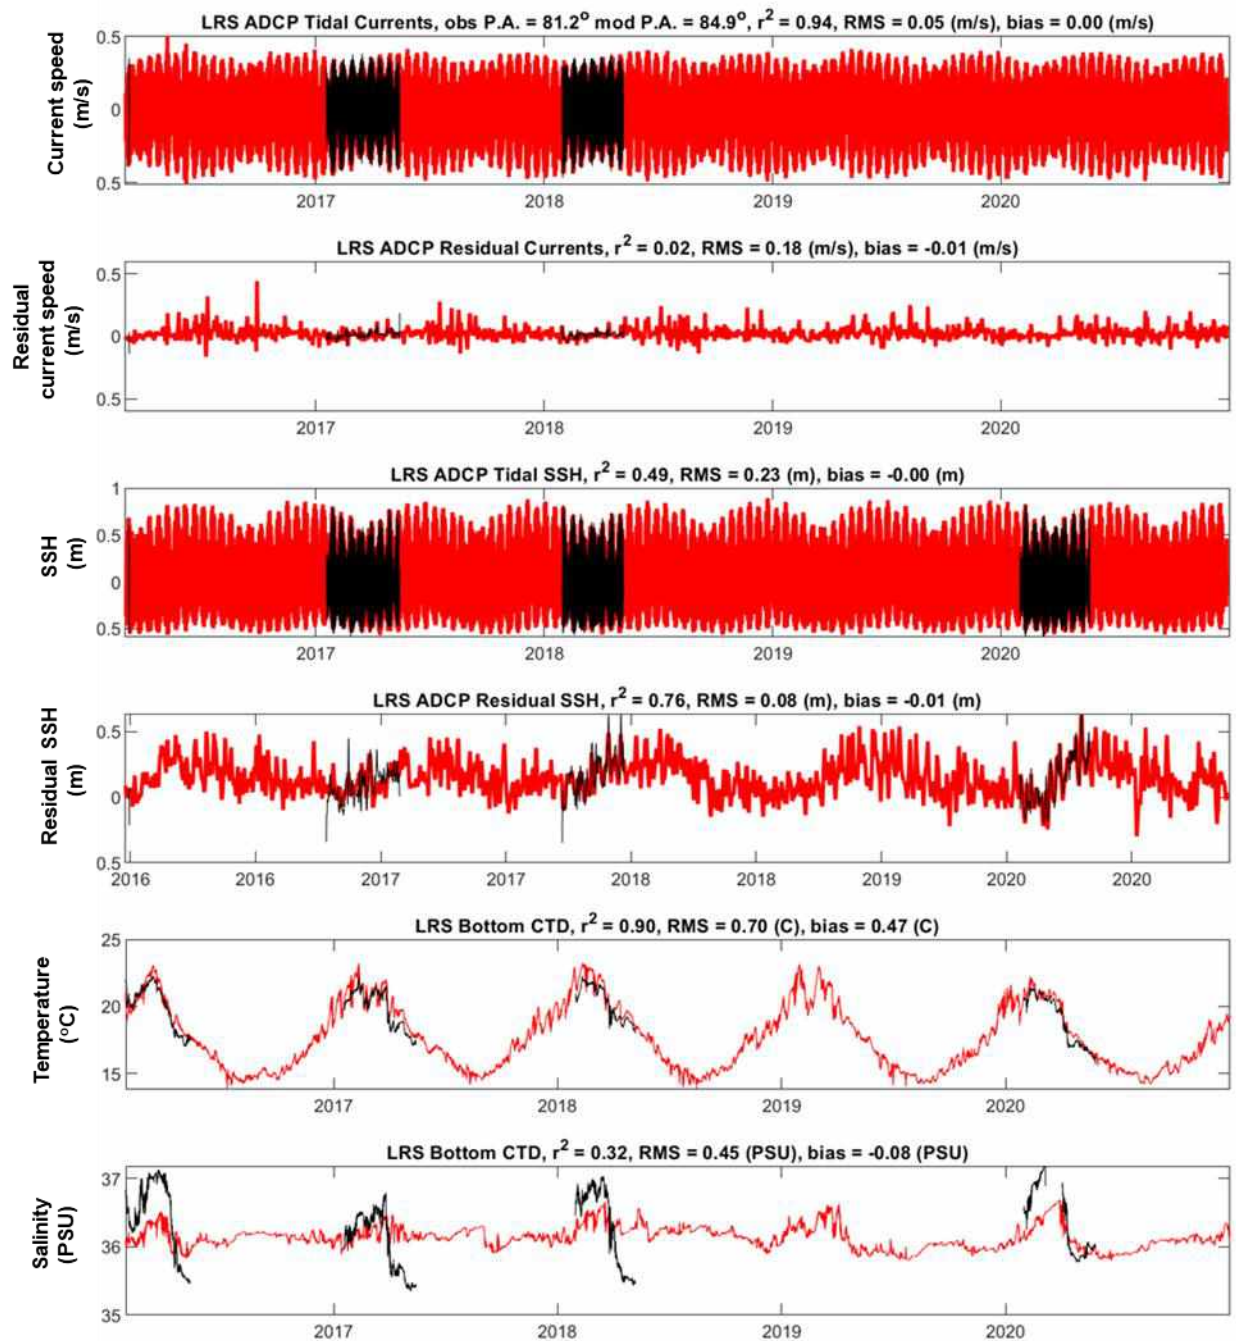 LRS ADCP Tidal Currents, obs P.A. = 81.2° mod P.A. = 84.9°, r² = 0.94, RMS = 0.05 (m/s), bias = 0.00 (m/s)
Current speed
(m/s)
0.5
0
0.5
2017 2018 2019 2020
LRS ADCP Residual Currents, r² = 0.02, RMS = 0.18 (m/s), bias = -0.01 (m/s)
Residual
current speed
(m/s)
0.5
0
0.5
2017 2018 2019 2020
LRS ADCP Tidal SSH, r² = 0.49, RMS = 0.23 (m), bias = -0.00 (m)
SSH
(m)
1
0.5
0
0.5
2017 2018 2019 2020
LRS ADCP Residual SSH, r² = 0.76, RMS = 0.08 (m), bias = -0.01 (m)
Residual SSH
(m)
0.5
0
0.5
2016 2016 2017 2017 2018 2018 2019 2020 2020
LRS Bottom CTD, r² = 0.90, RMS = 0.70 (C), bias = 0.47 (C)
Temperature
(°C)
25
20
15
2017 2018 2019 2020
LRS Bottom CTD, r² = 0.32, RMS = 0.45 (PSU), bias = -0.08 (PSU)
Salinity
(PSU)
37
36
35
2017 2018 2019 2020